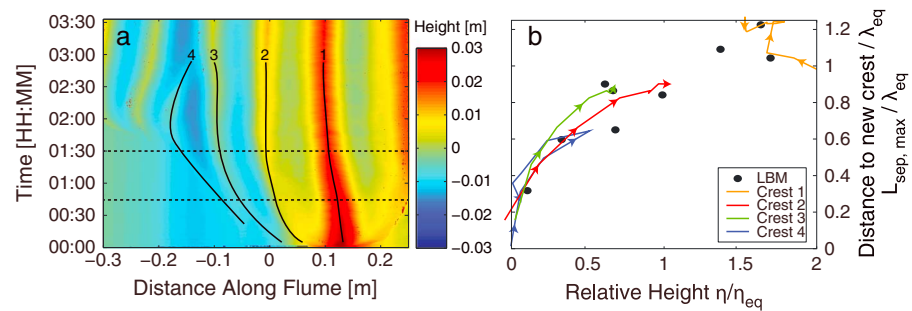 a
Height [m]
03:30
03:00
02:30
02:00
01:30
01:00
00:30
00:00
Time [HH:MM]
4 3 2 1
0.03
0.02
0.01
0
−0.01
−0.02
−0.03
−0.3 −0.2 −0.1 0 0.1 0.2
Distance Along Flume [m]
b
1.2
1
0.8
0.6
0.4
0.2
0
Distance to new crest / λeq
Lsep, max / λeq
LBM
Crest 1
Crest 2
Crest 3
Crest 4
0 0.5 1 1.5 2
Relative Height η/ηeq